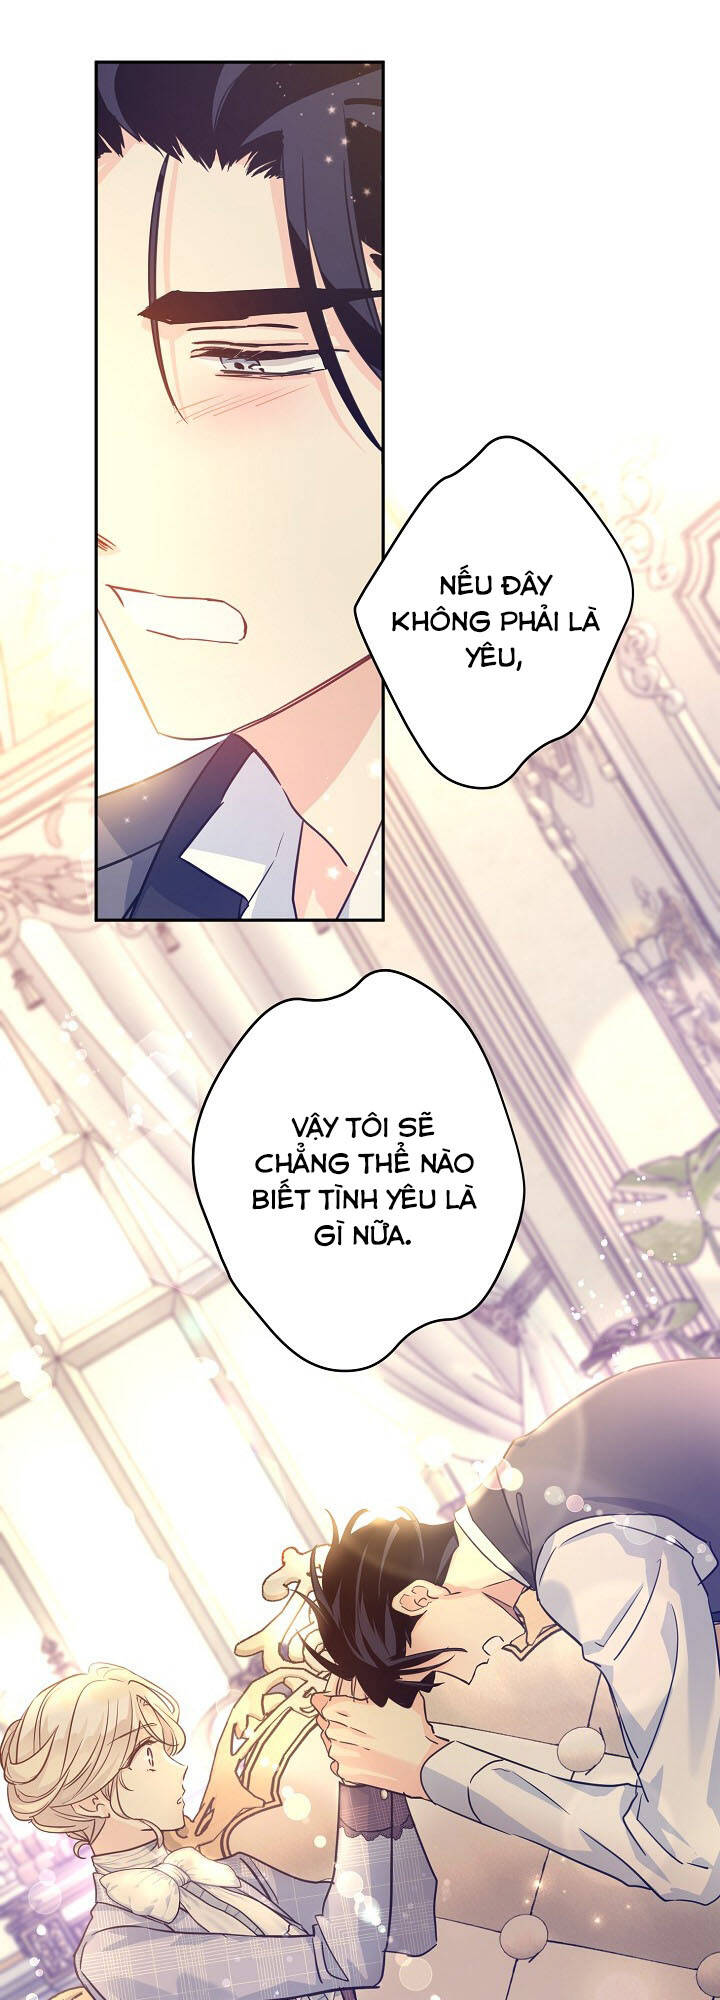 NẾU ĐÂY
KHÔNG PHẢI LÀ
YÊU,
VẬY TÔI SẼ
CHẲNG THỂ NÀO
BIẾT TÌNH YÊU LÀ
GÌ NỮA.